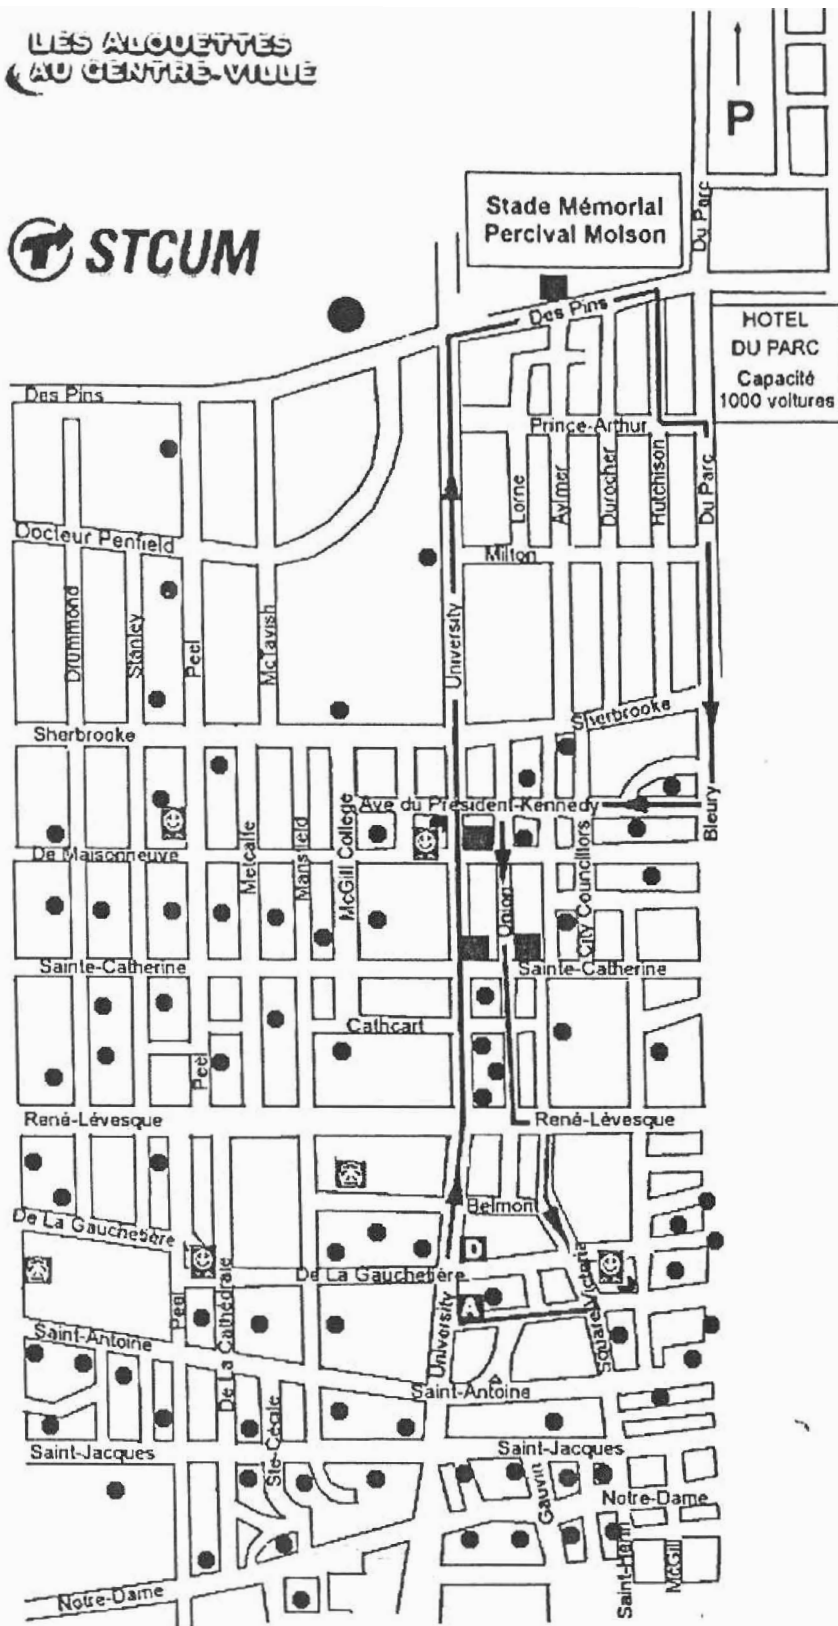 LES ALOUETTES
AU CENTRE-VILLE
P
STCUM
Stade Mémorial
Percival Molson
Du Parc
Des Pins
HOTEL
DU PARC
Capacité
1000 voitures
Des Pins
Prince-Arthur
Lorne
Aylmer
Durocher
Hutchison
Du Parc
Docteur Penfield
Milton
Drummond
Stanley
Peel
McTavish
University
Sherbrooke
Sherbrooke
Ave du Président-Kennedy
Bleury
De Maisonneuve
Metcalfe
Mansfield
McGill College
Union
City Councillors
Sainte-Catherine
Sainte-Catherine
Cathcart
Peel
René-Lévesque
René-Lévesque
Belmont
De La Gauchetière
D
De La Gauchetière
A
Peel
De La Cathédrale
University
Square Victoria
Saint-Antoine
Saint-Antoine
Ste-Cécile
Saint-Jacques
Saint-Jacques
Gauvin
Notre-Dame
Saint-Henri
McGill
Notre-Dame